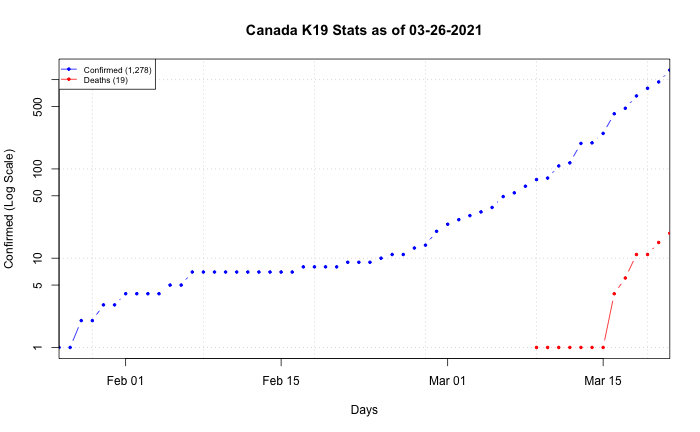 Canada K19 Stats as of 03-26-2021
Confirmed (1,278)
Deaths (19)
Confirmed (Log Scale)
500
100
50
10
5
1
Feb 01 Feb 15 Mar 01 Mar 15
Days